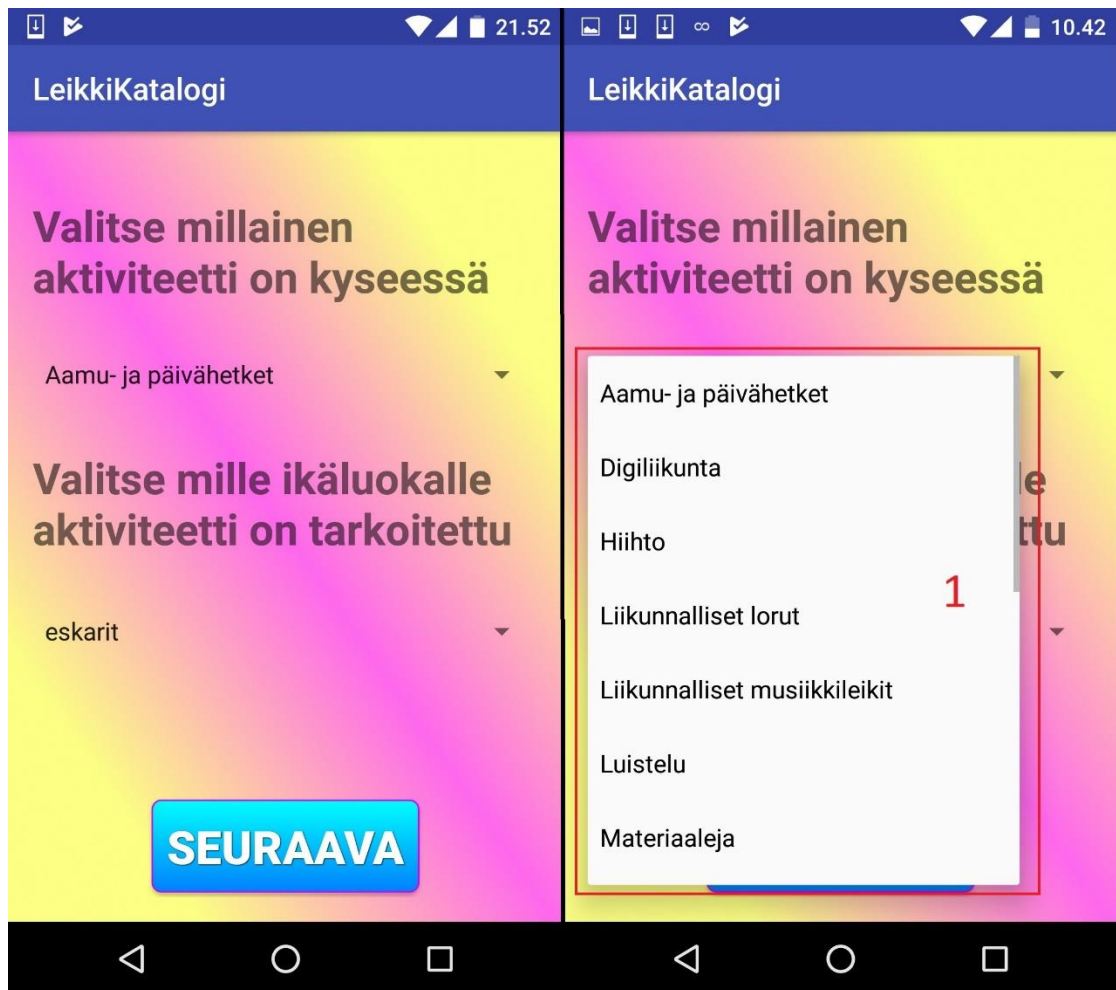 21.52
LeikkiKatalogi
Valitse millainen
aktiviteetti on kyseessä
Aamu- ja päivähetket
Valitse mille ikäluokalle
aktiviteetti on tarkoitettu
eskarit
SEURAAVA
10.42
LeikkiKatalogi
Valitse millainen
aktiviteetti on kyseessä
Aamu- ja päivähetket
Digiliikunta
le
Hiihto
ttu
1
Liikunnalliset lorut
Liikunnalliset musiikkileikit
Luistelu
Materiaaleja